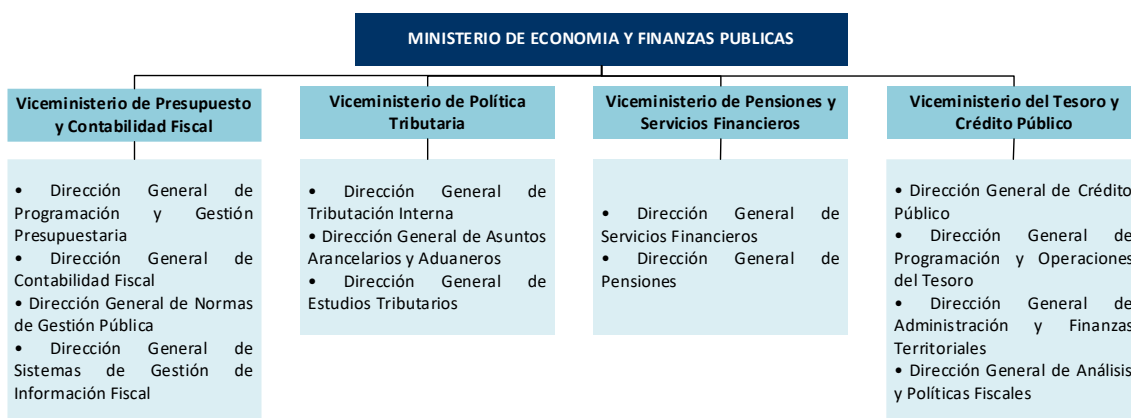 MINISTERIO DE ECONOMIA Y FINANZAS PUBLICAS
Viceministerio de Presupuesto
y Contabilidad Fiscal
• Dirección General de
Programación y Gestión
Presupuestaria
• Dirección General de
Contabilidad Fiscal
• Dirección General de Normas
de Gestión Pública
• Dirección General de
Sistemas de Gestión de
Información Fiscal
Viceministerio de Política
Tributaria
• Dirección General de
Tributación Interna
• Dirección General de Asuntos
Arancelarios y Aduaneros
• Dirección General de
Estudios Tributarios
Viceministerio de Pensiones y
Servicios Financieros
• Dirección General de
Servicios Financieros
• Dirección General de
Pensiones
Viceministerio del Tesoro y
Crédito Público
• Dirección General de Crédito
Público
• Dirección General de
Programación y Operaciones
del Tesoro
• Dirección General de
Administración y Finanzas
Territoriales
• Dirección General de Análisis
y Políticas Fiscales